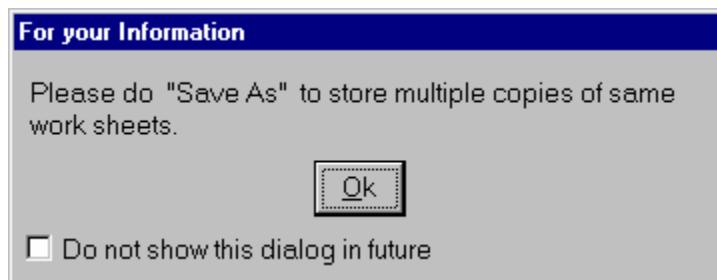 For your Information
Please do "Save As" to store multiple copies of same
work sheets.
Ok
Do not show this dialog in future